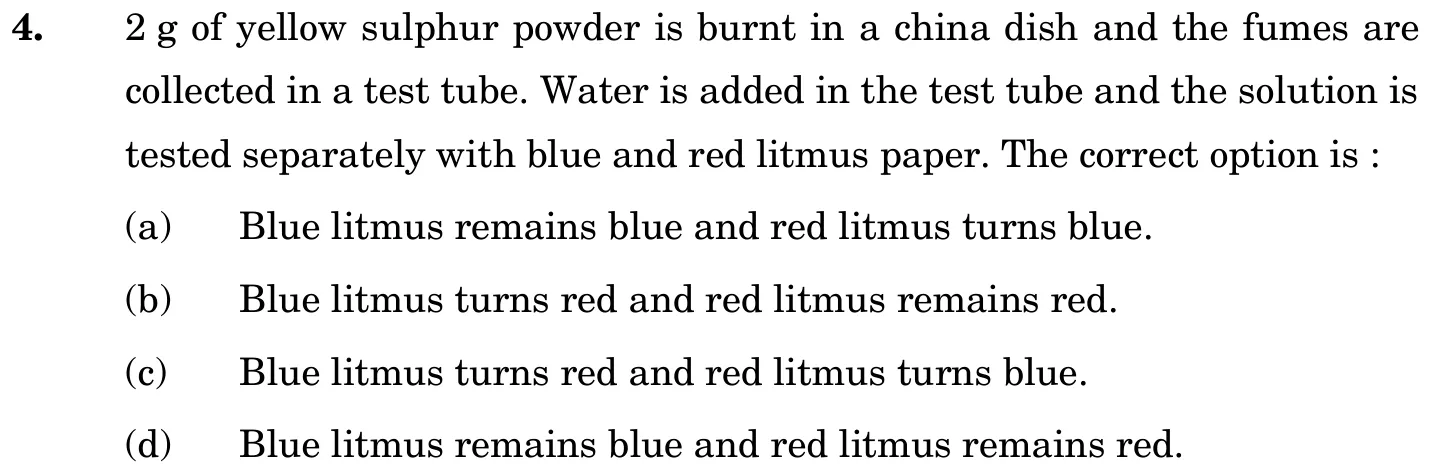 4. 2 g of yellow sulphur powder is burnt in a china dish and the fumes are
collected in a test tube. Water is added in the test tube and the solution is
tested separately with blue and red litmus paper. The correct option is :
(a) Blue litmus remains blue and red litmus turns blue.
(b) Blue litmus turns red and red litmus remains red.
(c) Blue litmus turns red and red litmus turns blue.
(d) Blue litmus remains blue and red litmus remains red.